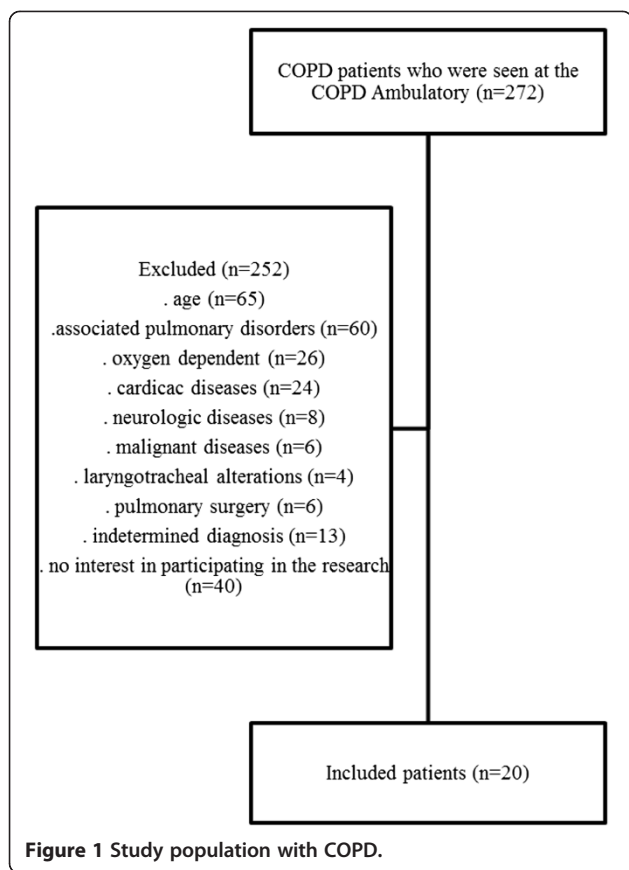 COPD patients who were seen at the
COPD Ambulatory (n=272)
Excluded (n=252)
. age (n=65)
.associated pulmonary disorders (n=60)
. oxygen dependent (n=26)
. cardicac diseases (n=24)
. neurologic diseases (n=8)
. malignant diseases (n=6)
. laryngotracheal alterations (n=4)
. pulmonary surgery (n=6)
. indetermined diagnosis (n=13)
. no interest in participating in the research
(n=40)
Included patients (n=20)
Figure 1 Study population with COPD.